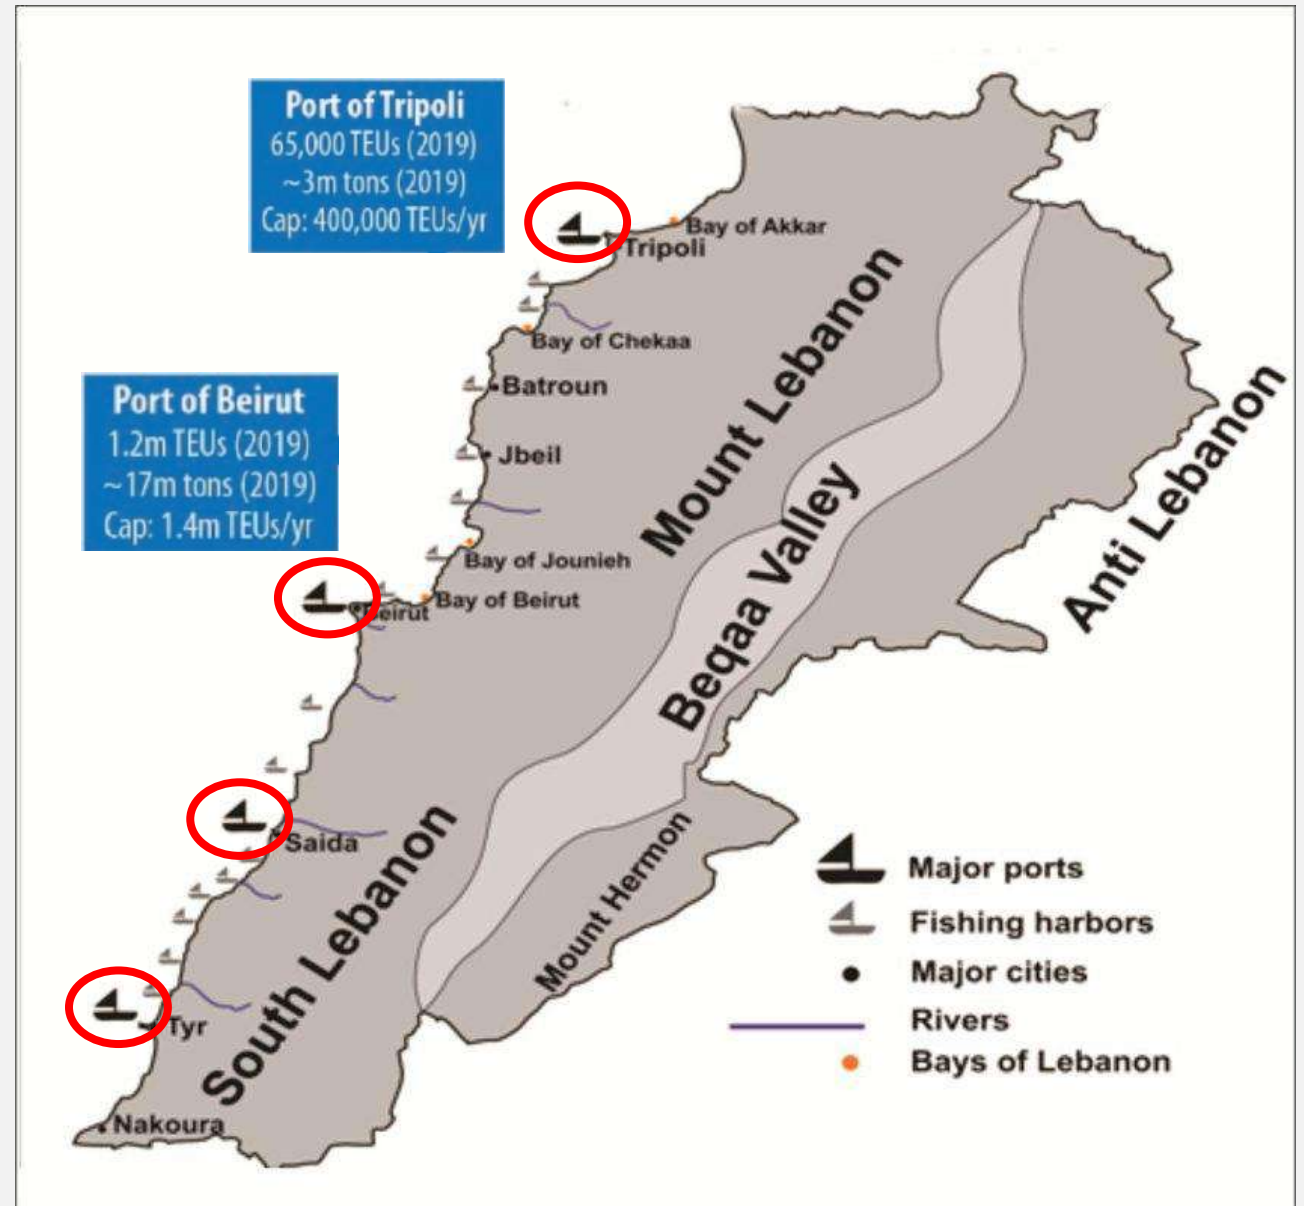 Port of Tripoli
65,000 TEUs (2019)
~3m tons (2019)
Cap: 400,000 TEUs/yr
Bay of Akkar
Tripoli
Bay of Chekaa
Port of Beirut
1.2m TEUs (2019)
~17m tons (2019)
Cap: 1.4m TEUs/yr
Batroun
Jbeil
Bay of Jounieh
Bay of Beirut
Beirut
Mount Lebanon
Beqaa Valley
Anti Lebanon
Saida
South Lebanon
Mount Hermon
Tyr
Nakoura
Major ports
Fishing harbors
Major cities
Rivers
Bays of Lebanon